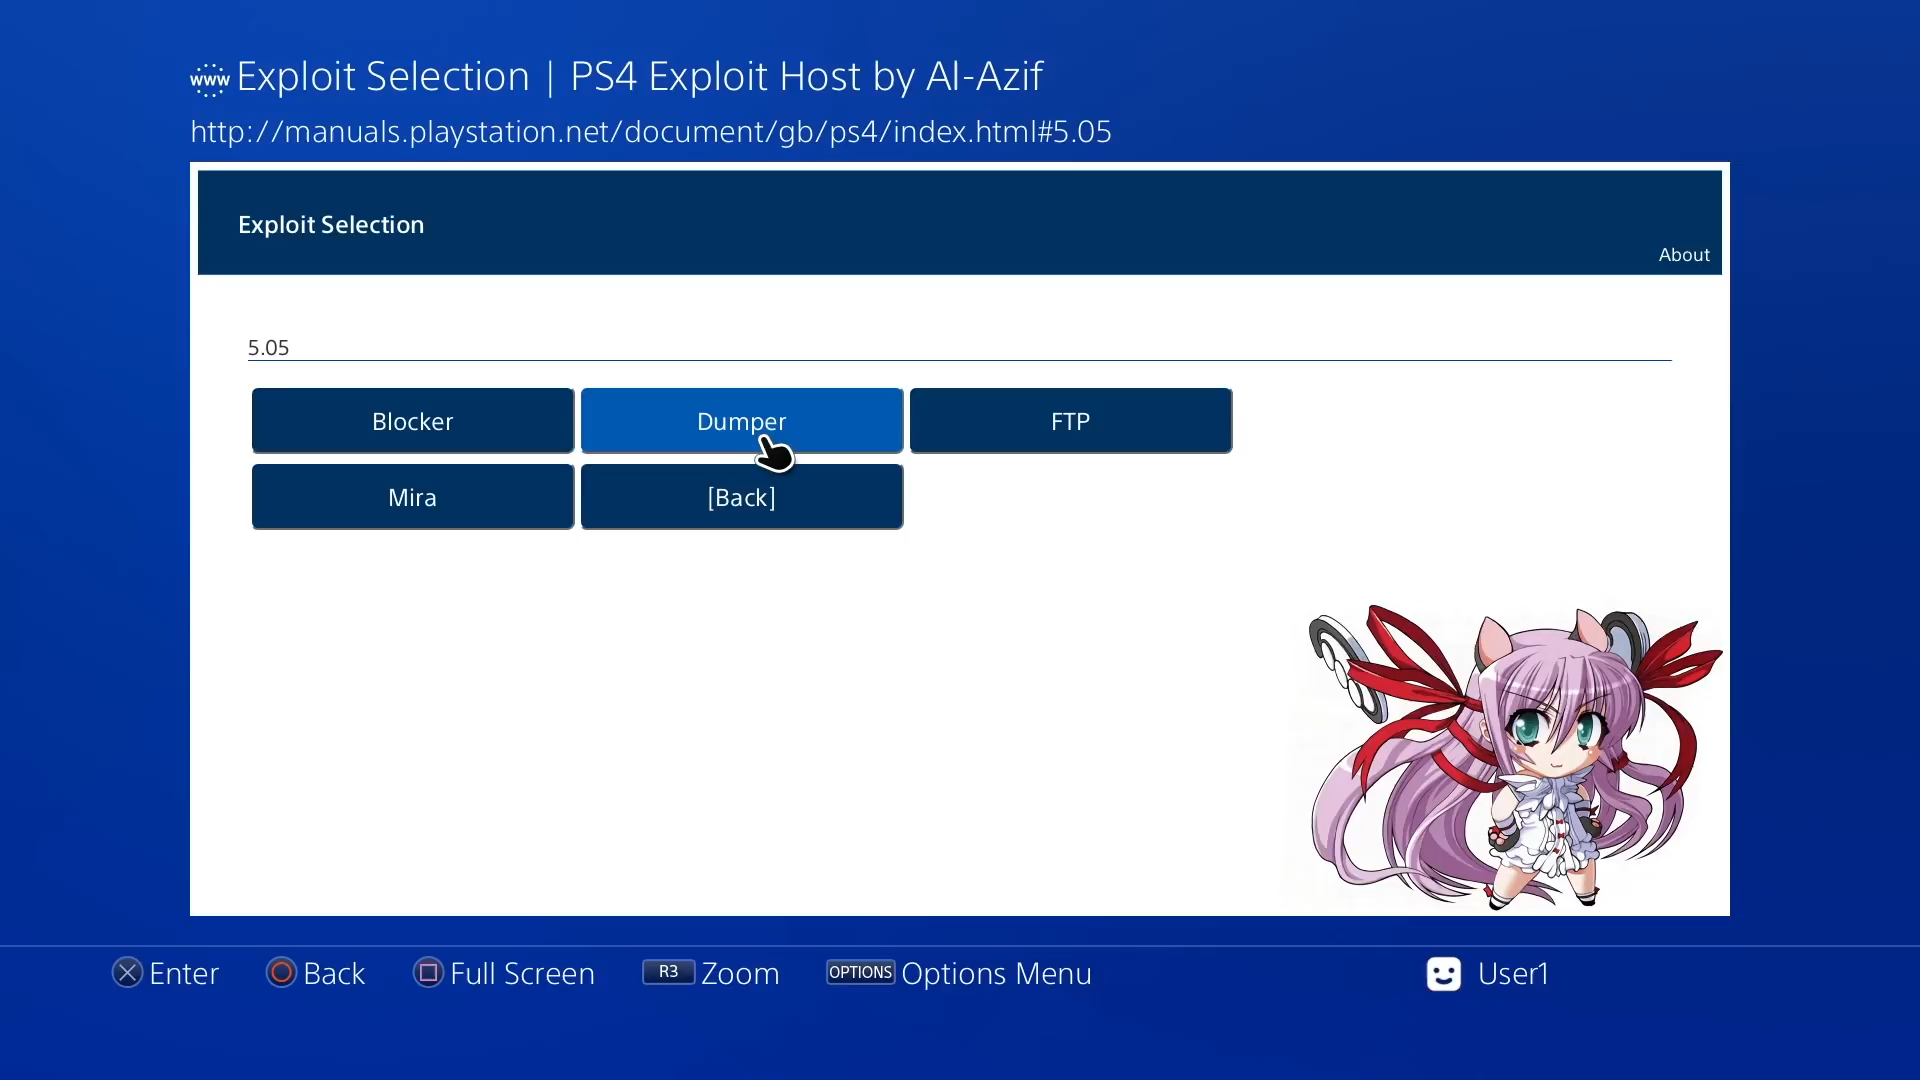 www Exploit Selection | PS4 Exploit Host by Al-Azif
http://manuals.playstation.net/document/gb/ps4/index.html#5.05
Exploit Selection
About
5.05
Blocker Dumper FTP
Mira [Back]
Enter Back Full Screen R3 Zoom OPTIONS Options Menu User1